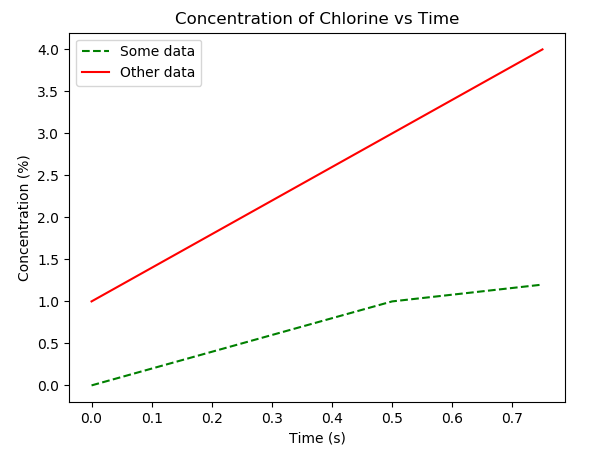 Concentration of Chlorine vs Time
Some data
Other data
4.0
3.5
3.0
2.5
2.0
1.5
1.0
0.5
0.0
Concentration (%)
0.0 0.1 0.2 0.3 0.4 0.5 0.6 0.7
Time (s)